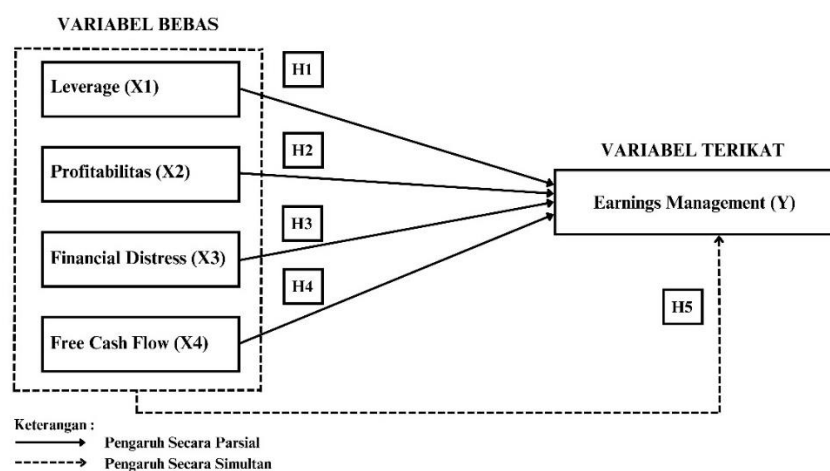 VARIABEL BEBAS
Leverage (X1)
Profitabilitas (X2)
Financial Distress (X3)
Free Cash Flow (X4)
H1
H2
H3
H4
VARIABEL TERIKAT
Earnings Management (Y)
H5
Keterangan :
Pengaruh Secara Parsial
Pengaruh Secara Simultan